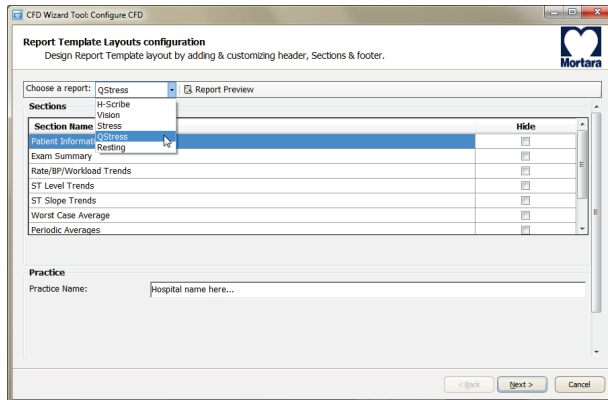 CFD Wizard Tool: Configure CFD
Report Template Layouts configuration
Design Report Template layout by adding & customizing header, Sections & footer.
Mortara
Choose a report: QStress Report Preview
H-Scribe
Vision
Stress
QStress
Resting
Sections
Section Name Hide
Patient Informati
Exam Summary
Rate/BP/Workload Trends
ST Level Trends
ST Slope Trends
Worst Case Average
Periodic Averages
Practice
Practice Name: Hospital name here...
< Back Next > Cancel